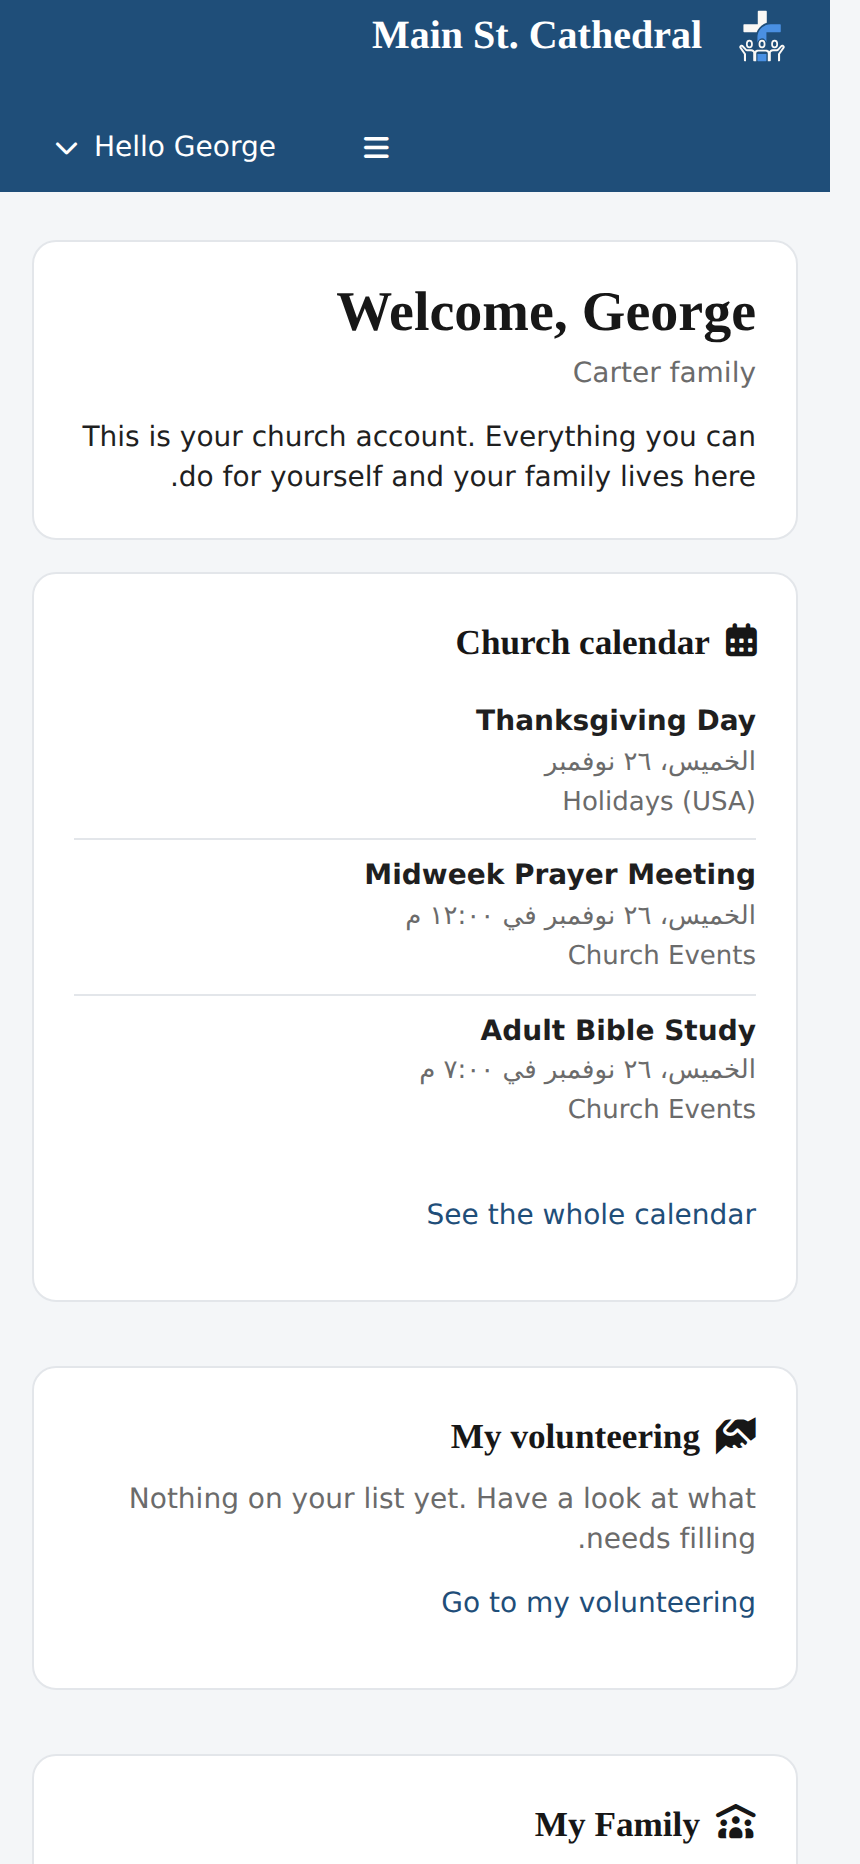 Main St. Cathedral
Hello George
Welcome, George
Carter family
This is your church account. Everything you can
do for yourself and your family lives here.
Church calendar
Thanksgiving Day
الخميس، ٢٦ نوفمبر
Holidays (USA)
Midweek Prayer Meeting
الخميس، ٢٦ نوفمبر في ١٢:٠٠ م
Church Events
Adult Bible Study
الخميس، ٢٦ نوفمبر في ٧:٠٠ م
Church Events
See the whole calendar
My volunteering
Nothing on your list yet. Have a look at what
needs filling.
Go to my volunteering
My Family